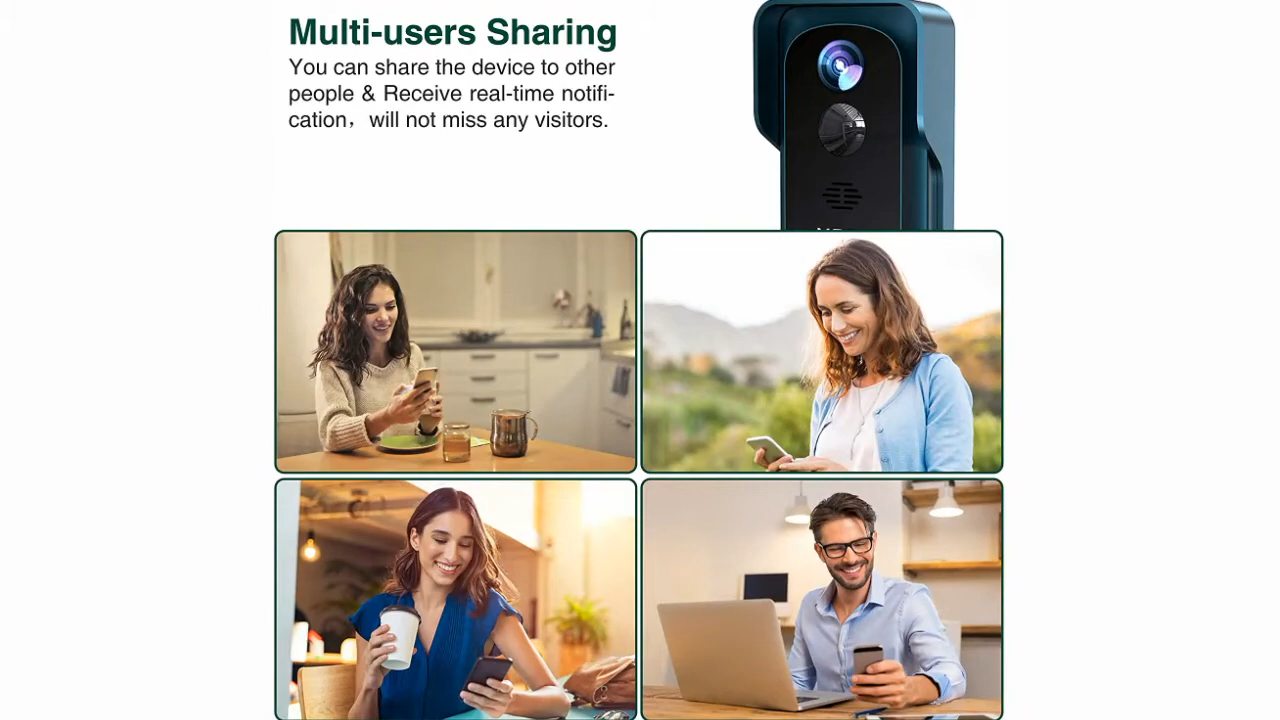 Multi-users Sharing
You can share the device to other
people & Receive real-time notifi-
cation，will not miss any visitors.